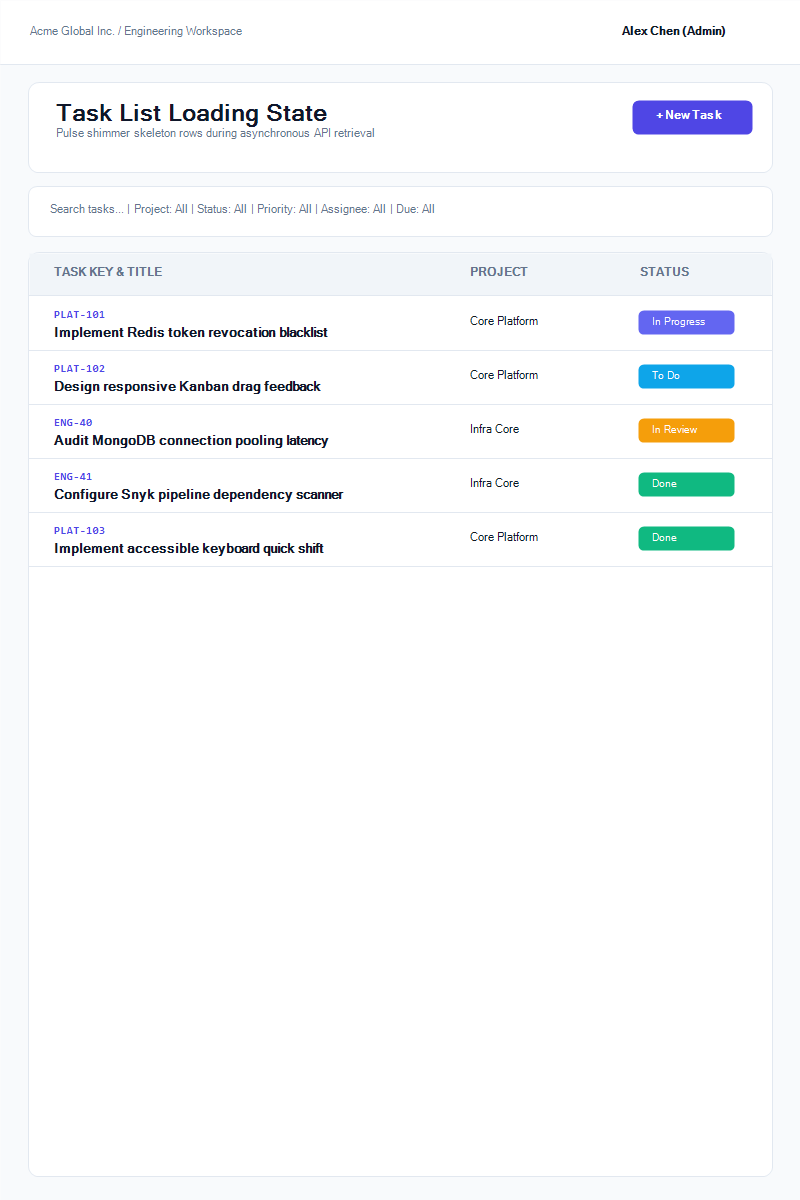 Acme Global Inc. / Engineering Workspace
Alex Chen (Admin)
Task List Loading State
Pulse shimmer skeleton rows during asynchronous API retrieval
+ New Task
Search tasks... | Project: All | Status: All | Priority: All | Assignee: All | Due: All
TASK KEY & TITLE PROJECT STATUS
PLAT-101
Implement Redis token revocation blacklist
Core Platform
In Progress
PLAT-102
Design responsive Kanban drag feedback
Core Platform
To Do
ENG-40
Audit MongoDB connection pooling latency
Infra Core
In Review
ENG-41
Configure Snyk pipeline dependency scanner
Infra Core
Done
PLAT-103
Implement accessible keyboard quick shift
Core Platform
Done